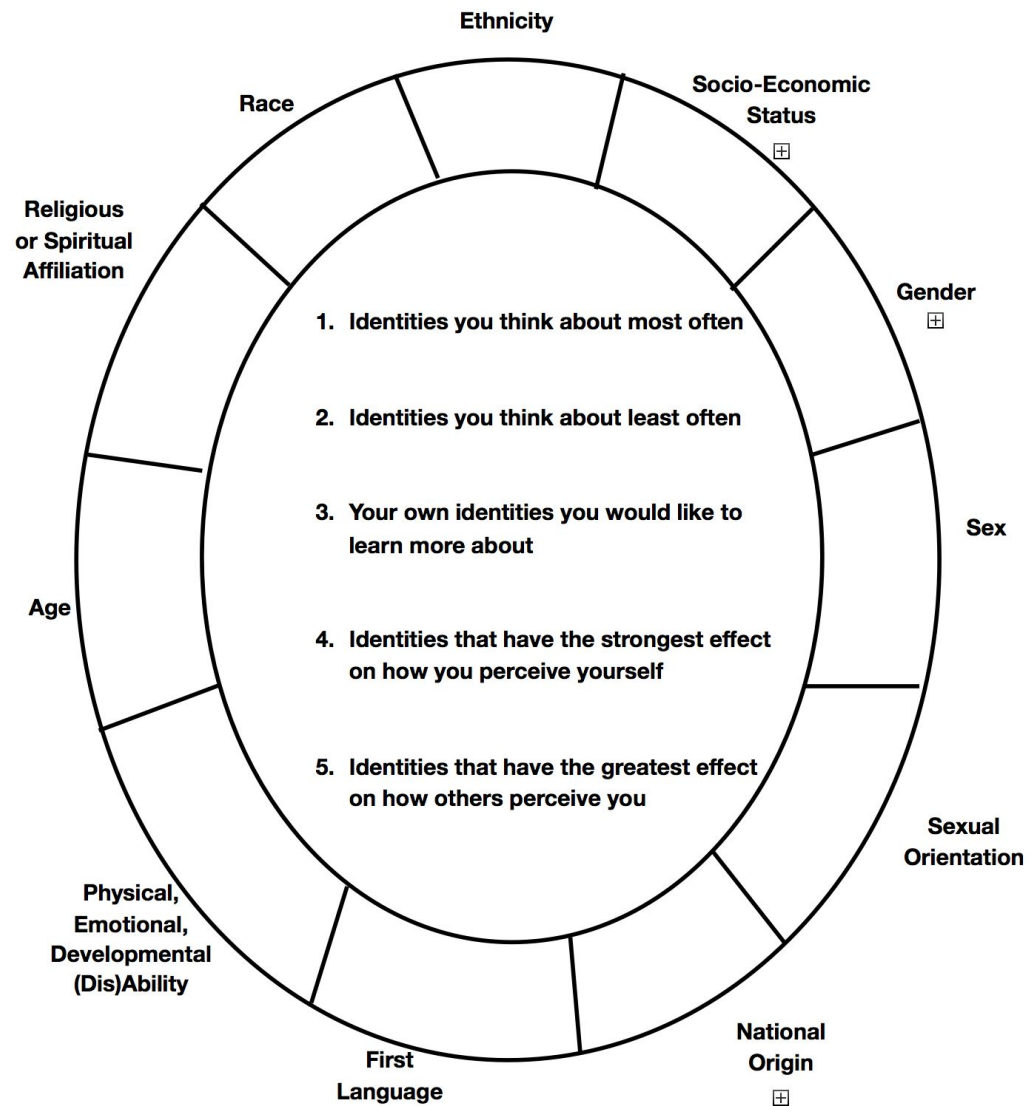 Ethnicity
Socio-Economic
Status
Race
Religious
or Spiritual
Affiliation
Gender
1. Identities you think about most often
2. Identities you think about least often
3. Your own identities you would like to
learn more about
Sex
Age
4. Identities that have the strongest effect
on how you perceive yourself
5. Identities that have the greatest effect
on how others perceive you
Sexual
Orientation
Physical,
Emotional,
Developmental
(Dis)Ability
National
Origin
First
Language